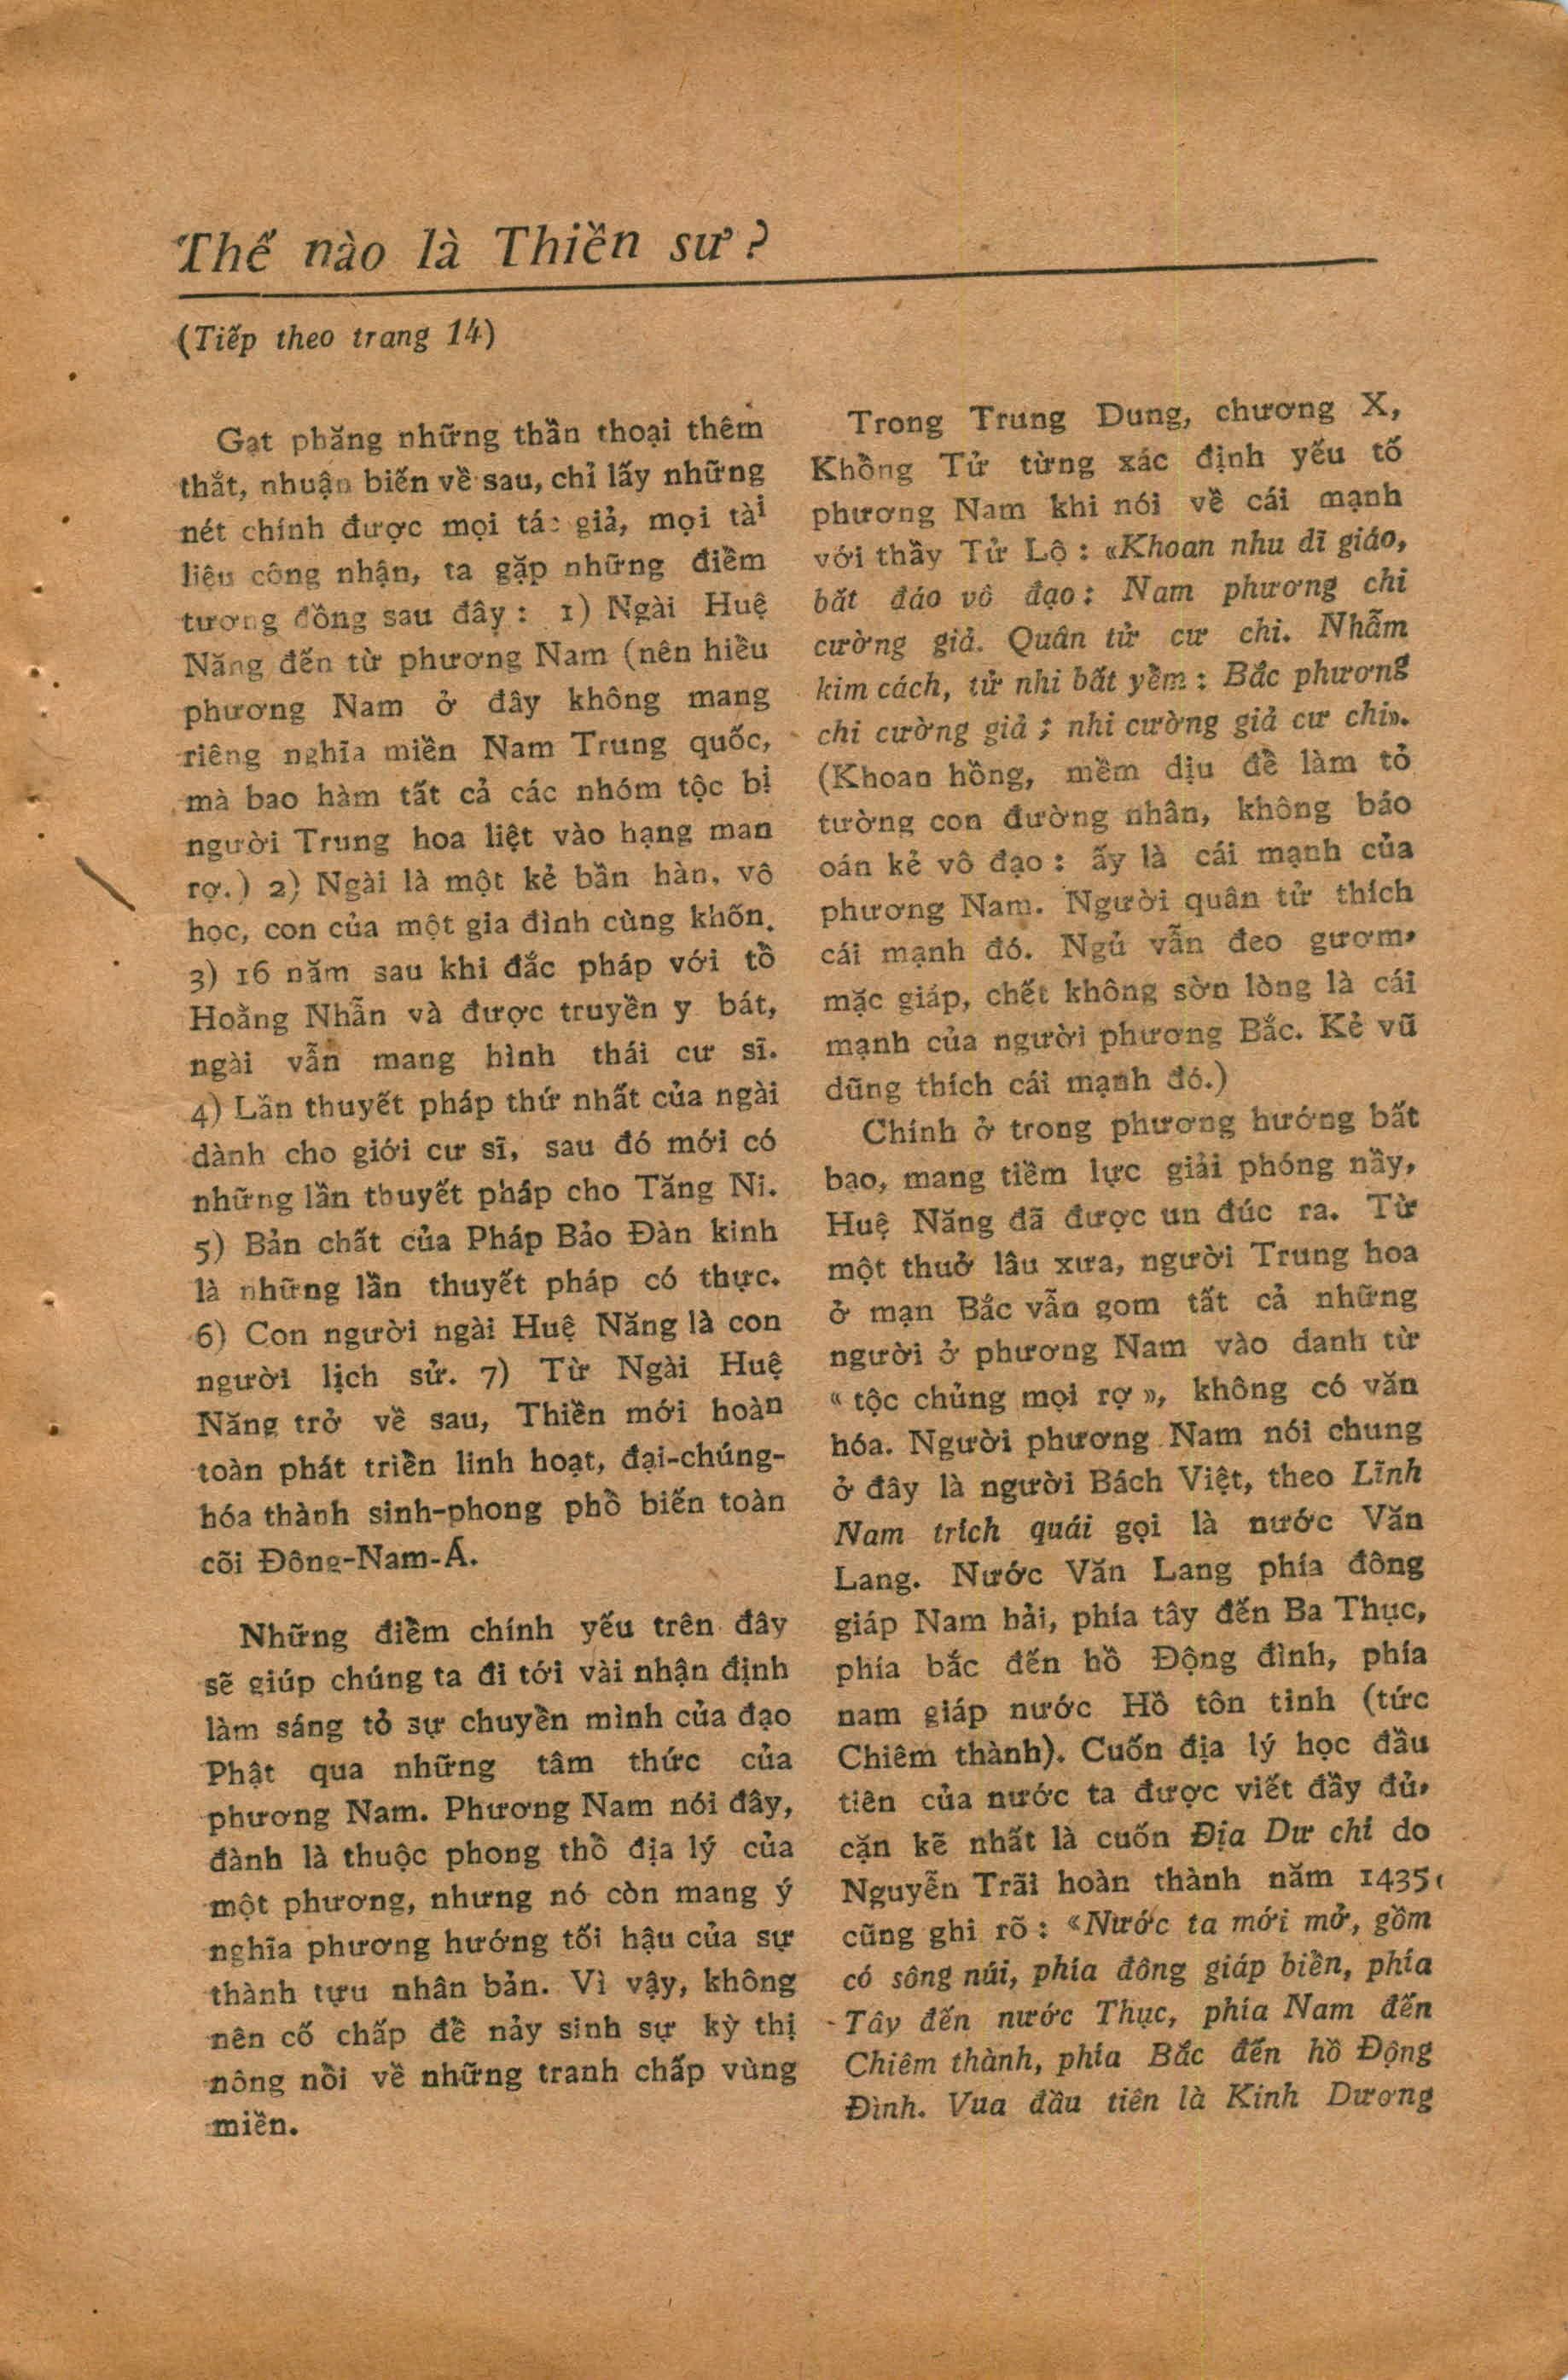 Thế nào là Thiền sư ?
(Tiếp theo trang 14)
Gạt phăng những thần thoại thêm
thắt, nhuận biến về sau, chỉ lấy những
nét chính được mọi tác giả, mọi tài
liệu công nhận, ta gặp những điểm
tương đồng sau đây : 1) Ngài Huệ
Năng đến từ phương Nam (nên hiểu
phương Nam ở đây không mang
riêng nghĩa miền Nam Trung quốc,
mà bao hàm tất cả các nhóm tộc bị
người Trung hoa liệt vào hạng man
rợ.) 2) Ngài là một kẻ bần hàn, vô
học, con của một gia đình cùng khốn.
3) 16 năm sau khi đắc pháp với tổ
Hoằng Nhẫn và được truyền y bát,
ngài vẫn mang hình thái cư sĩ.
4) Lần thuyết pháp thứ nhất của ngài
dành cho giới cư sĩ, sau đó mới có
những lần thuyết pháp cho Tăng Ni.
5) Bản chất của Pháp Bảo Đàn kinh
là những lần thuyết pháp có thực.
6) Con người ngài Huệ Năng là con
người lịch sử. 7) Từ Ngài Huệ
Năng trở về sau, Thiền mới hoàn
toàn phát triển linh hoạt, đại-chúng-
hóa thành sinh-phong phổ biến toàn
cõi Đông-Nam-Á.
Những điểm chính yếu trên đây
sẽ giúp chúng ta đi tới vài nhận định
làm sáng tỏ sự chuyển mình của đạo
Phật qua những tâm thức của
phương Nam. Phương Nam nói đây,
đành là thuộc phong thổ địa lý của
một phương, nhưng nó còn mang ý
nghĩa phương hướng tối hậu của sự
thành tựu nhân bản. Vì vậy, không
nên cố chấp để nảy sinh sự kỳ thị
nông nổi về những tranh chấp vùng
miền.
Trong Trung Dung, chương X,
Khổng Tử từng xác định yếu tố
phương Nam khi nói về cái mạnh
với thầy Tử Lộ : «Khoan nhu dĩ giáo,
bất đáo vô đạo : Nam phương chi
cường giả. Quân tử cư chi. Nhẫm
kim cách, tử nhi bất yểm : Bắc phương
chi cường giả ; nhi cường giả cư chi».
(Khoan hồng, mềm dịu để làm tỏ
tường con đường nhân, không báo
oán kẻ vô đạo : ấy là cái mạnh của
phương Nam. Người quân tử thích
cái mạnh đó. Ngủ vẫn đeo gươm,
mặc giáp, chết không sờn lòng là cái
mạnh của người phương Bắc. Kẻ vũ
dũng thích cái mạnh đó.)
Chính ở trong phương hướng bất
bạo, mang tiềm lực giải phóng nầy,
Huệ Năng đã được un đúc ra. Từ
một thuở lâu xưa, người Trung hoa
ở mạn Bắc vẫn gom tất cả những
người ở phương Nam vào danh từ
« tộc chủng mọi rợ », không có văn
hóa. Người phương Nam nói chung
ở đây là người Bách Việt, theo Lĩnh
Nam trích quái gọi là nước Văn
Lang. Nước Văn Lang phía đông
giáp Nam hải, phía tây đến Ba Thục,
phía bắc đến hồ Động đình, phía
nam giáp nước Hồ tôn tinh (tức
Chiêm thành). Cuốn địa lý học đầu
tiên của nước ta được viết đầy đủ,
cặn kẽ nhất là cuốn Địa Dư chí do
Nguyễn Trãi hoàn thành năm 1435,
cũng ghi rõ : «Nước ta mới mở, gồm
có sông núi, phía đông giáp biển, phía
Tây đến nước Thục, phía Nam đến
Chiêm thành, phía Bắc đến hồ Động
Đình. Vua đầu tiên là Kinh Dương